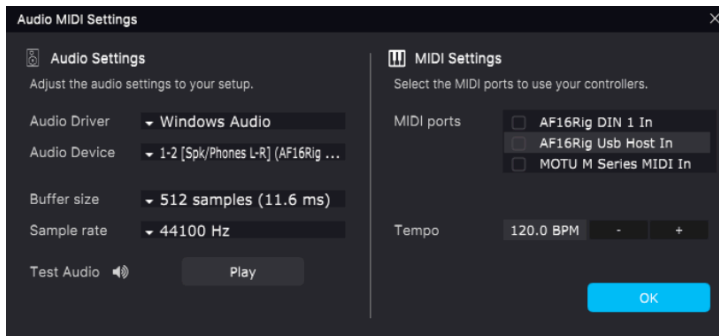 Audio MIDI Settings
Audio Settings
Adjust the audio settings to your setup.
Audio Driver
Windows Audio
Audio Device
1-2 [Spk/Phones L-R] (AF16Rig ...
Buffer size
512 samples (11.6 ms)
Sample rate
44100 Hz
Test Audio
Play
MIDI Settings
Select the MIDI ports to use your controllers.
MIDI ports
AF16Rig DIN 1 In
AF16Rig Usb Host In
MOTU M Series MIDI In
Tempo
120.0 BPM
-
+
OK